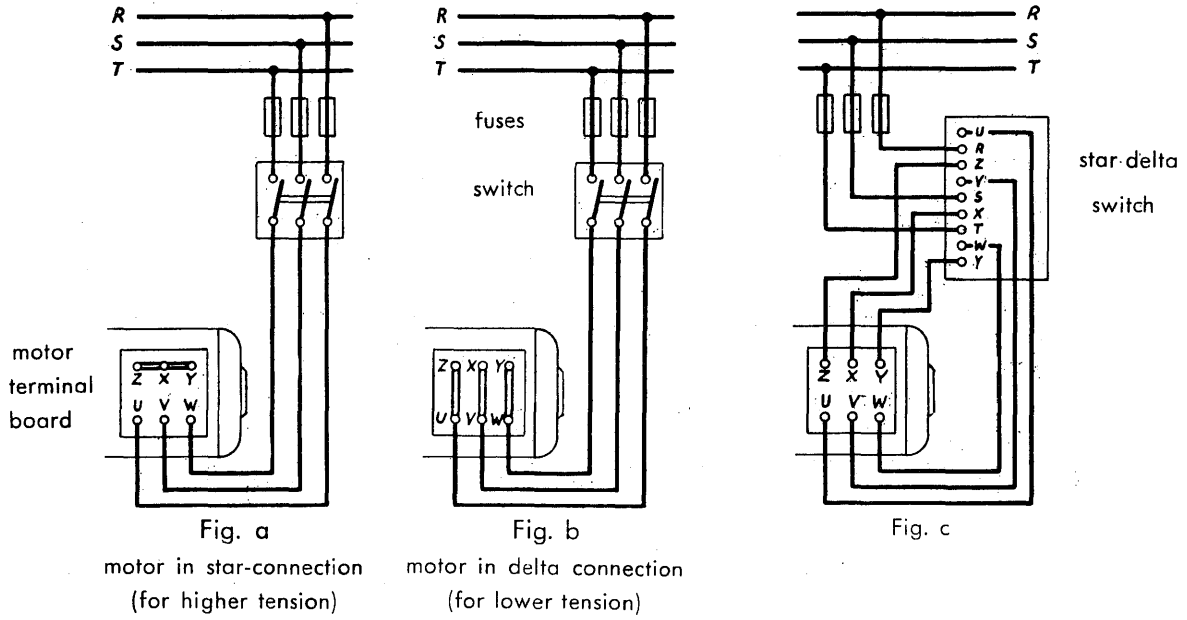 R
S
T
R
S
T
R
S
T
fuses
switch
U
R
Z
V
S
X
T
W
Y
star-delta
switch
motor
terminal
board
Z X Y
U V W
Z X Y
U V W
Z X Y
U V W
Fig. a
motor in star-connection
(for higher tension)
Fig. b
motor in delta connection
(for lower tension)
Fig. c